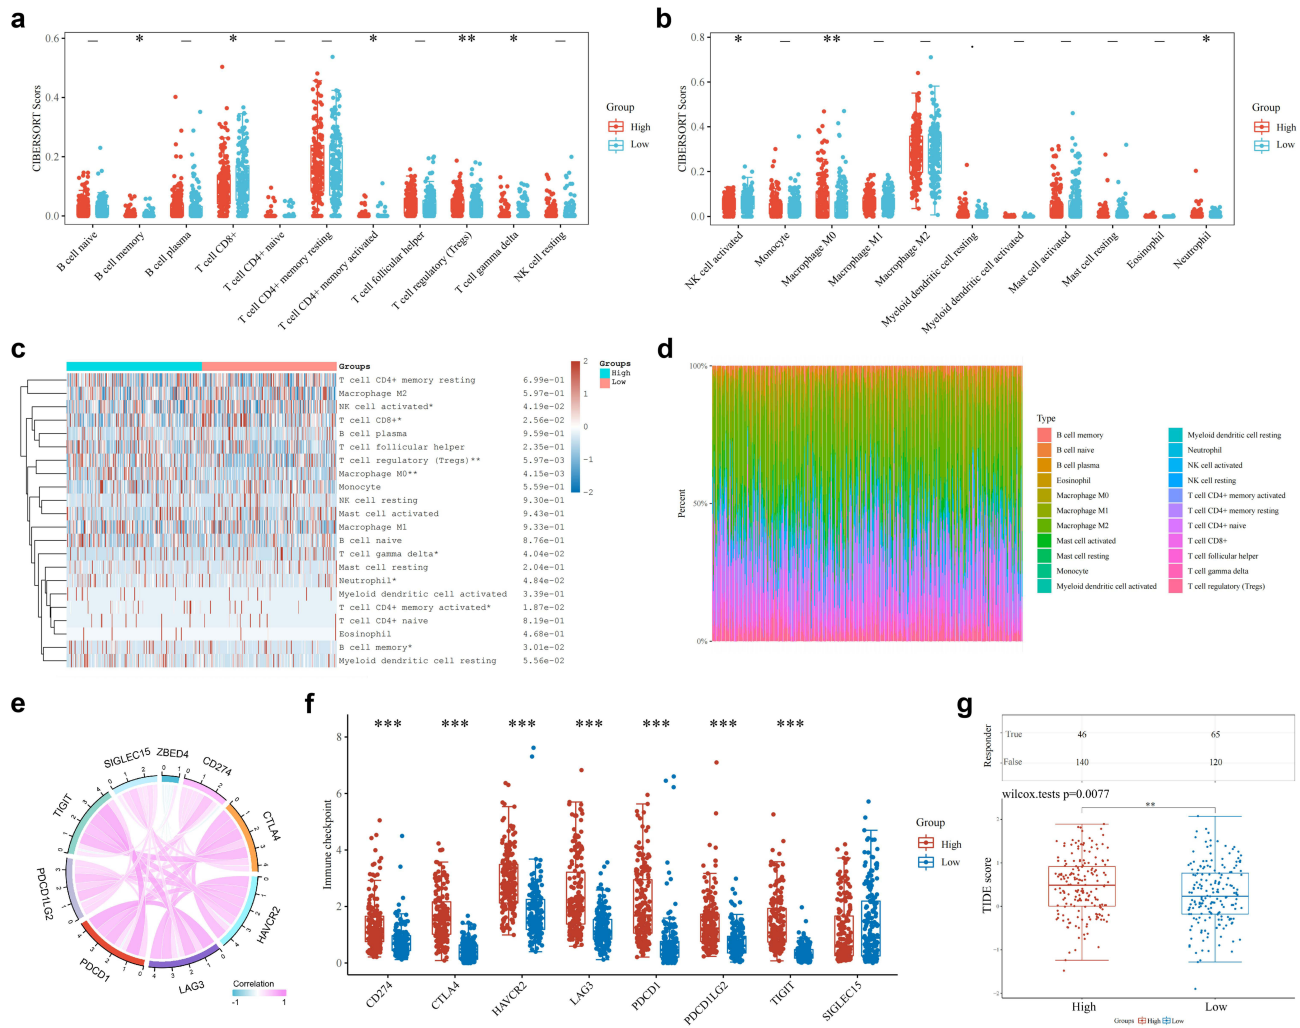 a
0.6
0.4
0.2
0.0
CIBERSORT Scores
— * — * — — * — ** * —
B cell naive
B cell memory
B cell plasma
T cell CD8+
T cell CD4+ naive
T cell CD4+ memory resting
T cell CD4+ memory activated
T cell follicular helper
T cell regulatory (Tregs)
T cell gamma delta
NK cell resting
Group
High
Low
b
0.8
0.6
0.4
0.2
0.0
CIBERSORT Scores
* — ** — — . — — — — *
NK cell activated
Monocyte
Macrophage M0
Macrophage M1
Macrophage M2
Myeloid dendritic cell resting
Myeloid dendritic cell activated
Mast cell activated
Mast cell resting
Eosinophil
Neutrophil
Group
High
Low
c
Groups
T cell CD4+ memory resting 6.99e-01
Macrophage M2 5.97e-01
NK cell activated* 4.19e-02
T cell CD8+* 2.56e-02
B cell plasma 9.59e-01
T cell follicular helper 2.35e-01
T cell regulatory (Tregs)** 5.97e-03
Macrophage M0** 4.15e-03
Monocyte 5.59e-01
NK cell resting 9.30e-01
Mast cell activated 9.43e-01
Macrophage M1 9.33e-01
B cell naive 8.76e-01
T cell gamma delta* 4.04e-02
Mast cell resting 2.04e-01
Neutrophil* 4.84e-02
Myeloid dendritic cell activated 3.39e-01
T cell CD4+ memory activated* 1.87e-02
T cell CD4+ naive 8.19e-01
Eosinophil 4.68e-01
B cell memory* 3.01e-02
Myeloid dendritic cell resting 5.56e-02
2
1
0
−1
−2
Groups
High
Low
d
100%
50%
0%
Percent
Type
B cell memory
B cell naive
B cell plasma
Eosinophil
Macrophage M0
Macrophage M1
Macrophage M2
Mast cell activated
Mast cell resting
Monocyte
Myeloid dendritic cell activated
Myeloid dendritic cell resting
Neutrophil
NK cell activated
NK cell resting
T cell CD4+ memory activated
T cell CD4+ memory resting
T cell CD4+ naive
T cell CD8+
T cell follicular helper
T cell gamma delta
T cell regulatory (Tregs)
e
ZBED4
CD274
CTLA4
HAVCR2
LAG3
PDCD1
PDCD1LG2
TIGIT
SIGLEC15
Correlation
-1 1
f
*** *** *** *** *** *** ***
8
6
4
2
0
Immune checkpoint
CD274
CTLA4
HAVCR2
LAG3
PDCD1
PDCD1LG2
TIGIT
SIGLEC15
Group
High
Low
g
Responder
True 46 65
False 140 120
wilcox.tests p=0.0077
**
2
1
0
−1
−2
TIDE score
High Low
Groups High Low